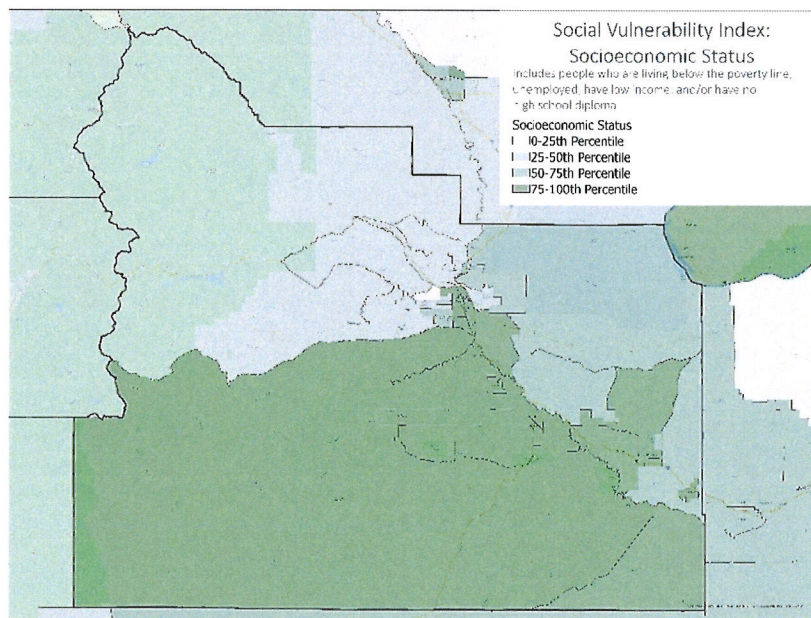 Social Vulnerability Index:
Socioeconomic Status
Includes people who are living below the poverty line,
unemployed, have low income, and/or have no
high school diploma
Socioeconomic Status
0-25th Percentile
25-50th Percentile
50-75th Percentile
75-100th Percentile